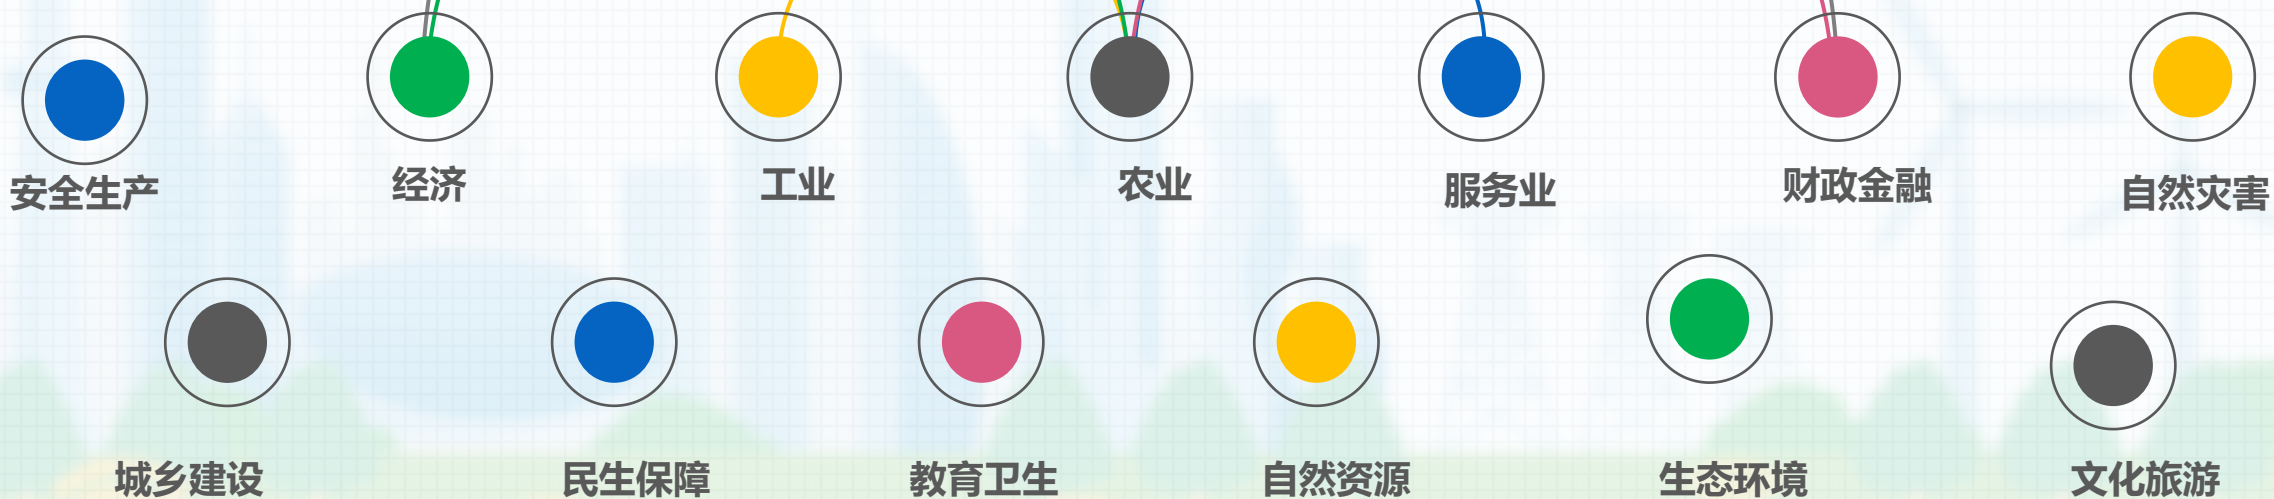 安全生产
经济
工业
农业
服务业
财政金融
自然灾害
城乡建设
民生保障
教育卫生
自然资源
生态环境
文化旅游